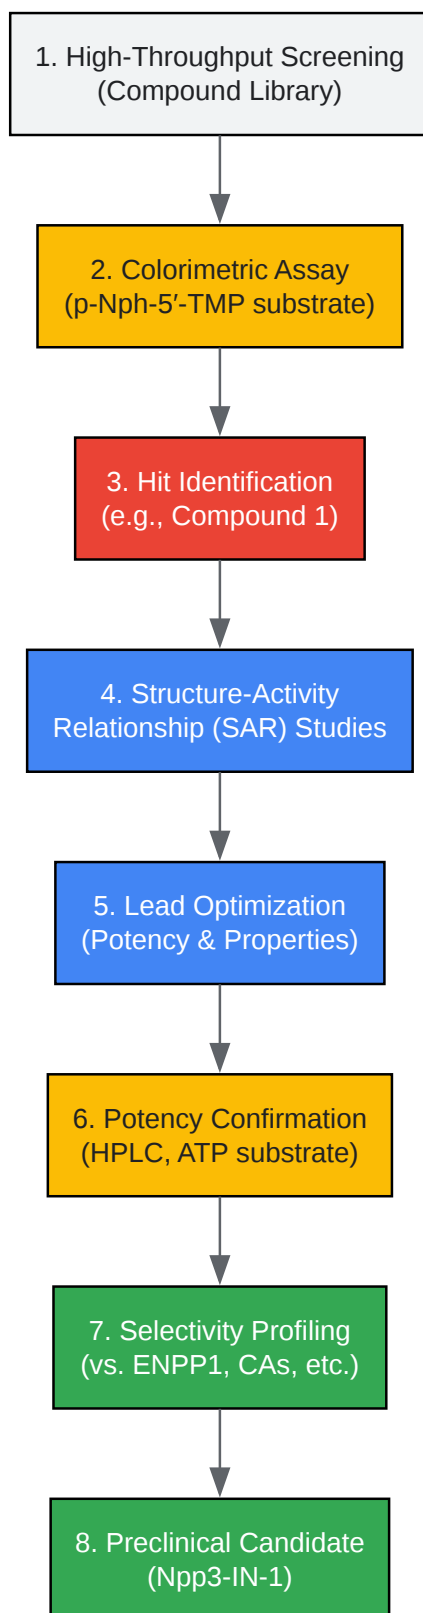 1. High-Throughput Screening
(Compound Library)
2. Colorimetric Assay
(p-Nph-5′-TMP substrate)
3. Hit Identification
(e.g., Compound 1)
4. Structure-Activity
Relationship (SAR) Studies
5. Lead Optimization
(Potency & Properties)
6. Potency Confirmation
(HPLC, ATP substrate)
7. Selectivity Profiling
(vs. ENPP1, CAs, etc.)
8. Preclinical Candidate
(Npp3-IN-1)